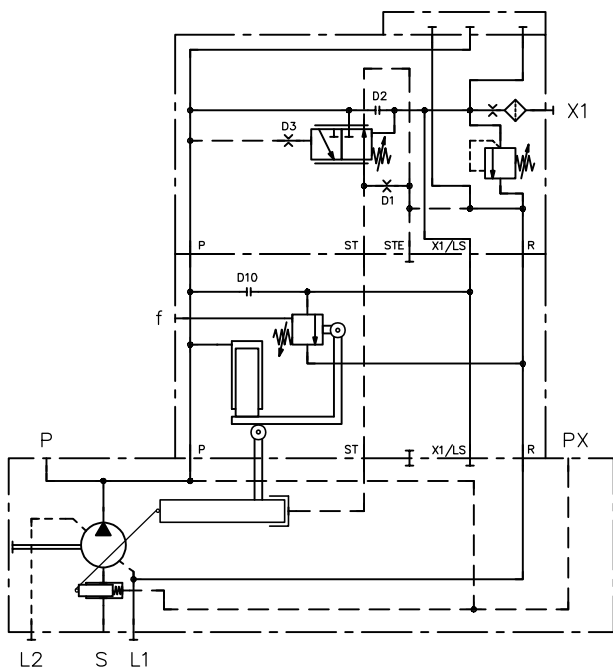 X1
D2
D3
D1
P ST STE X1/LS R
D10
f
P P ST X1/LS R PX
L2 S L1